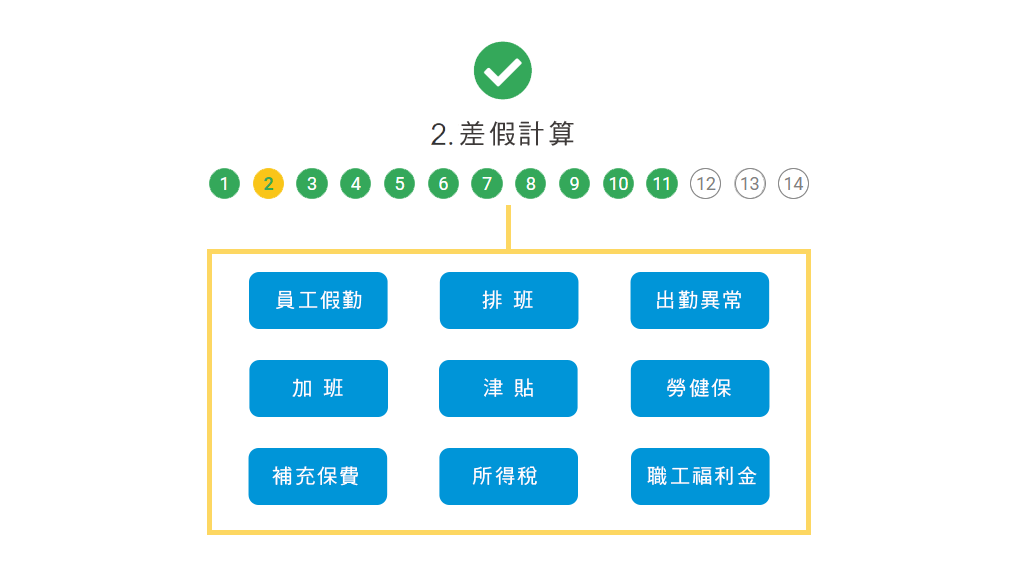 2.差假計算
1 2 3 4 5 6 7 8 9 10 11 12 13 14
員工假勤 排 班 出勤異常
加 班 津 貼 勞健保
補充保費 所得稅 職工福利金